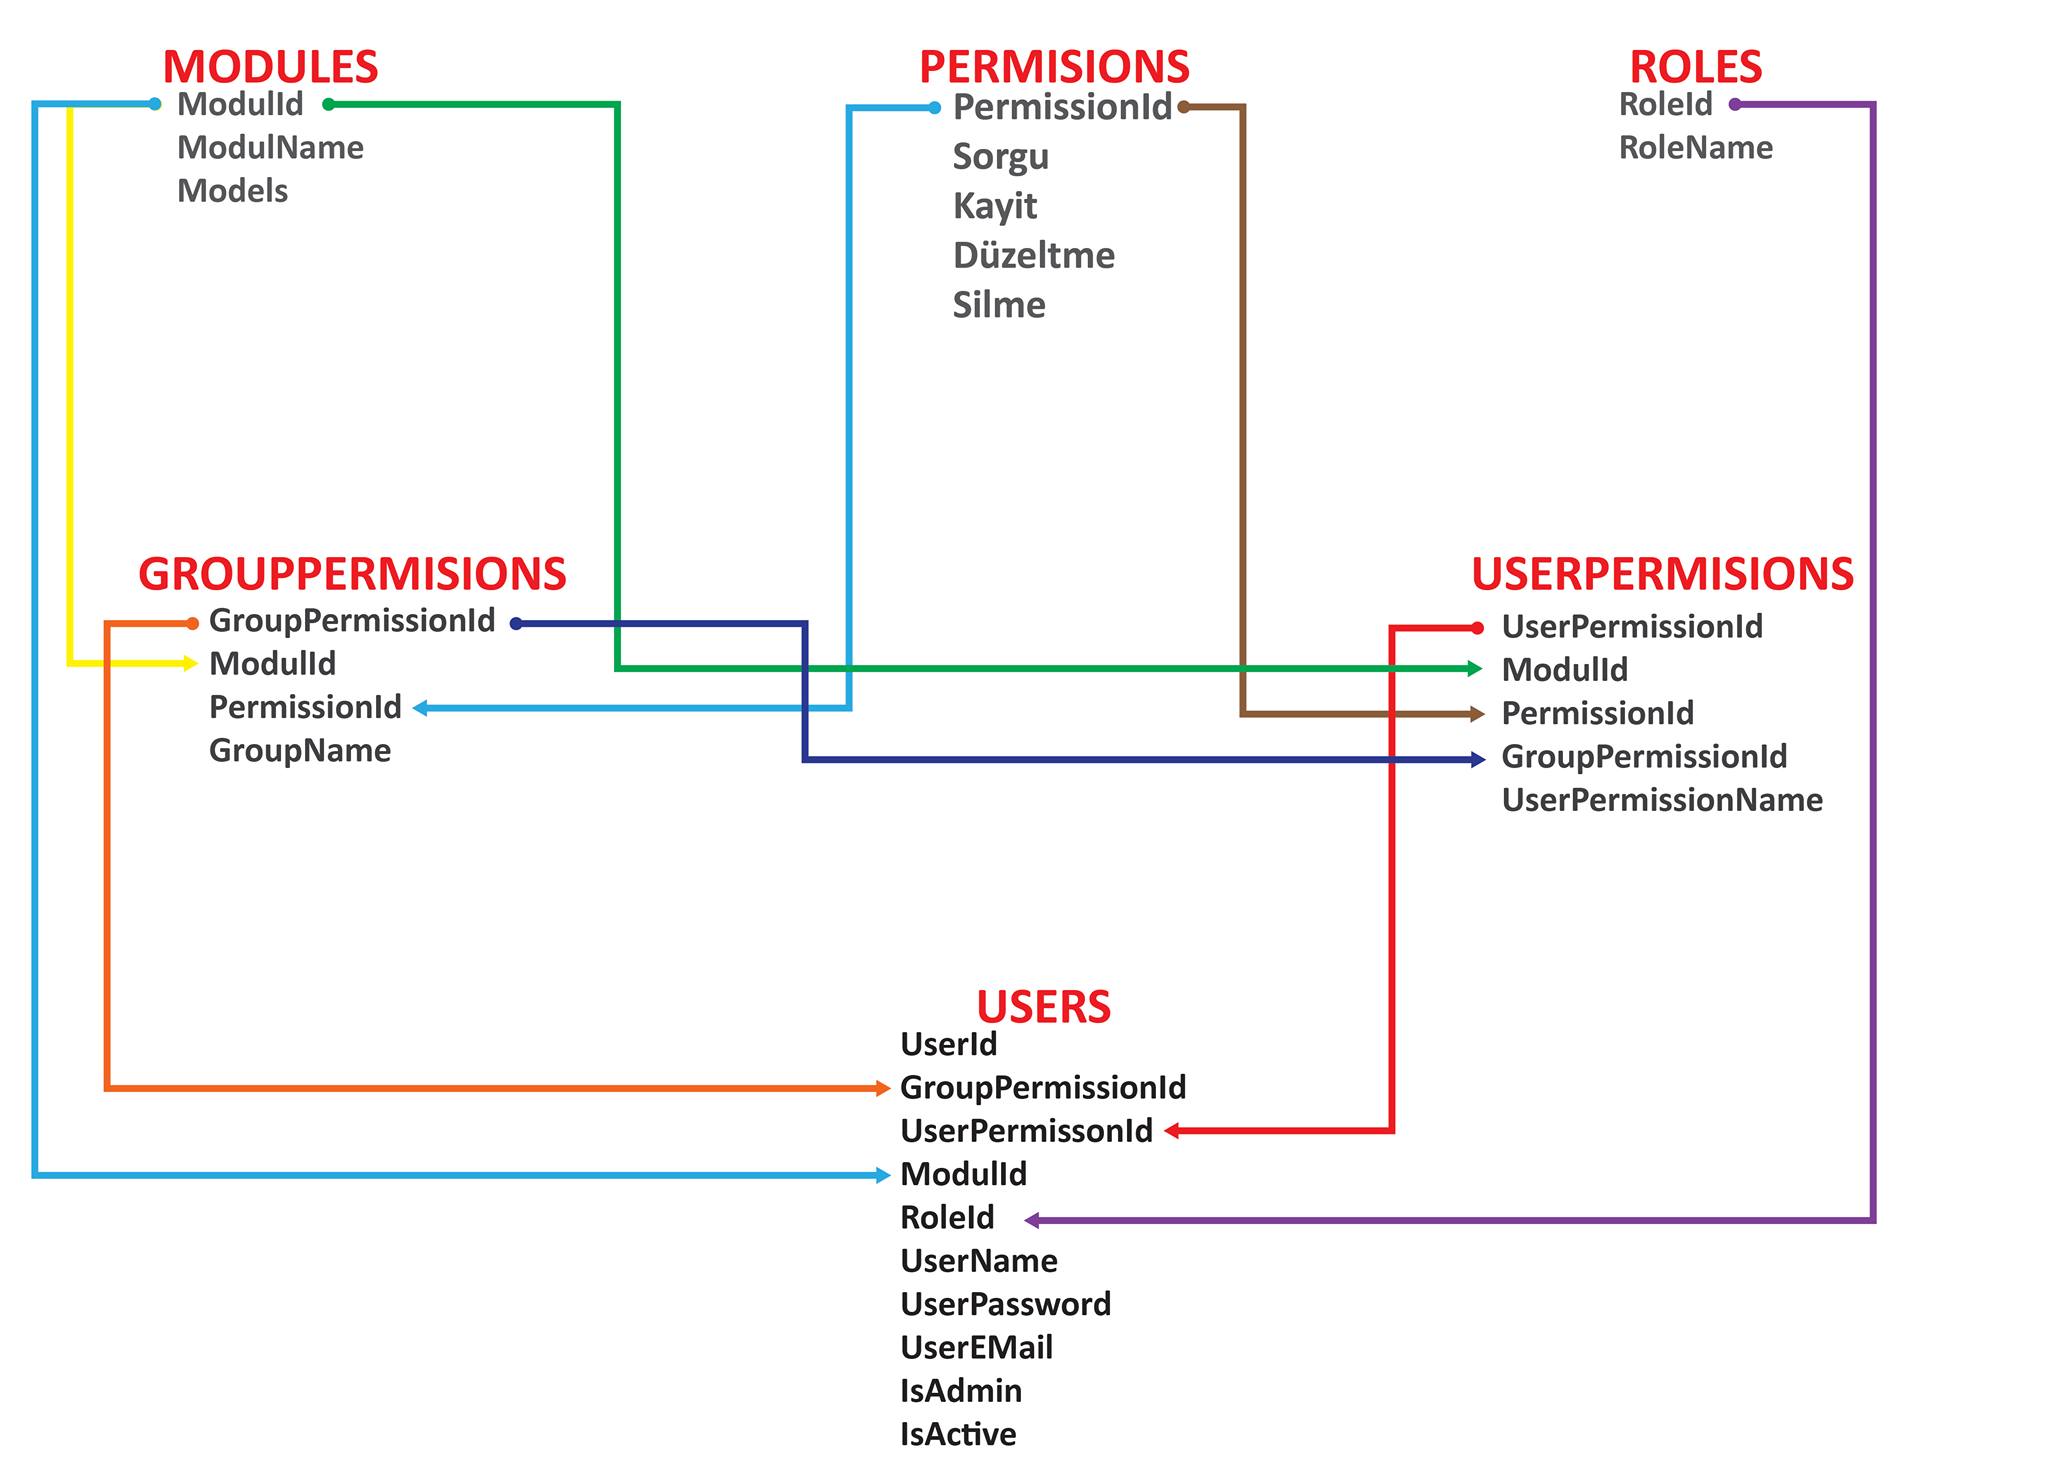 MODULES
ModulId
ModulName
Models
PERMISIONS
PermissionId
Sorgu
Kayit
Düzeltme
Silme
ROLES
RoleId
RoleName
GROUPPERMISIONS
GroupPermissionId
ModulId
PermissionId
GroupName
USERPERMISIONS
UserPermissionId
ModulId
PermissionId
GroupPermissionId
UserPermissionName
USERS
UserId
GroupPermissionId
UserPermissonId
ModulId
RoleId
UserName
UserPassword
UserEMail
IsAdmin
IsActive